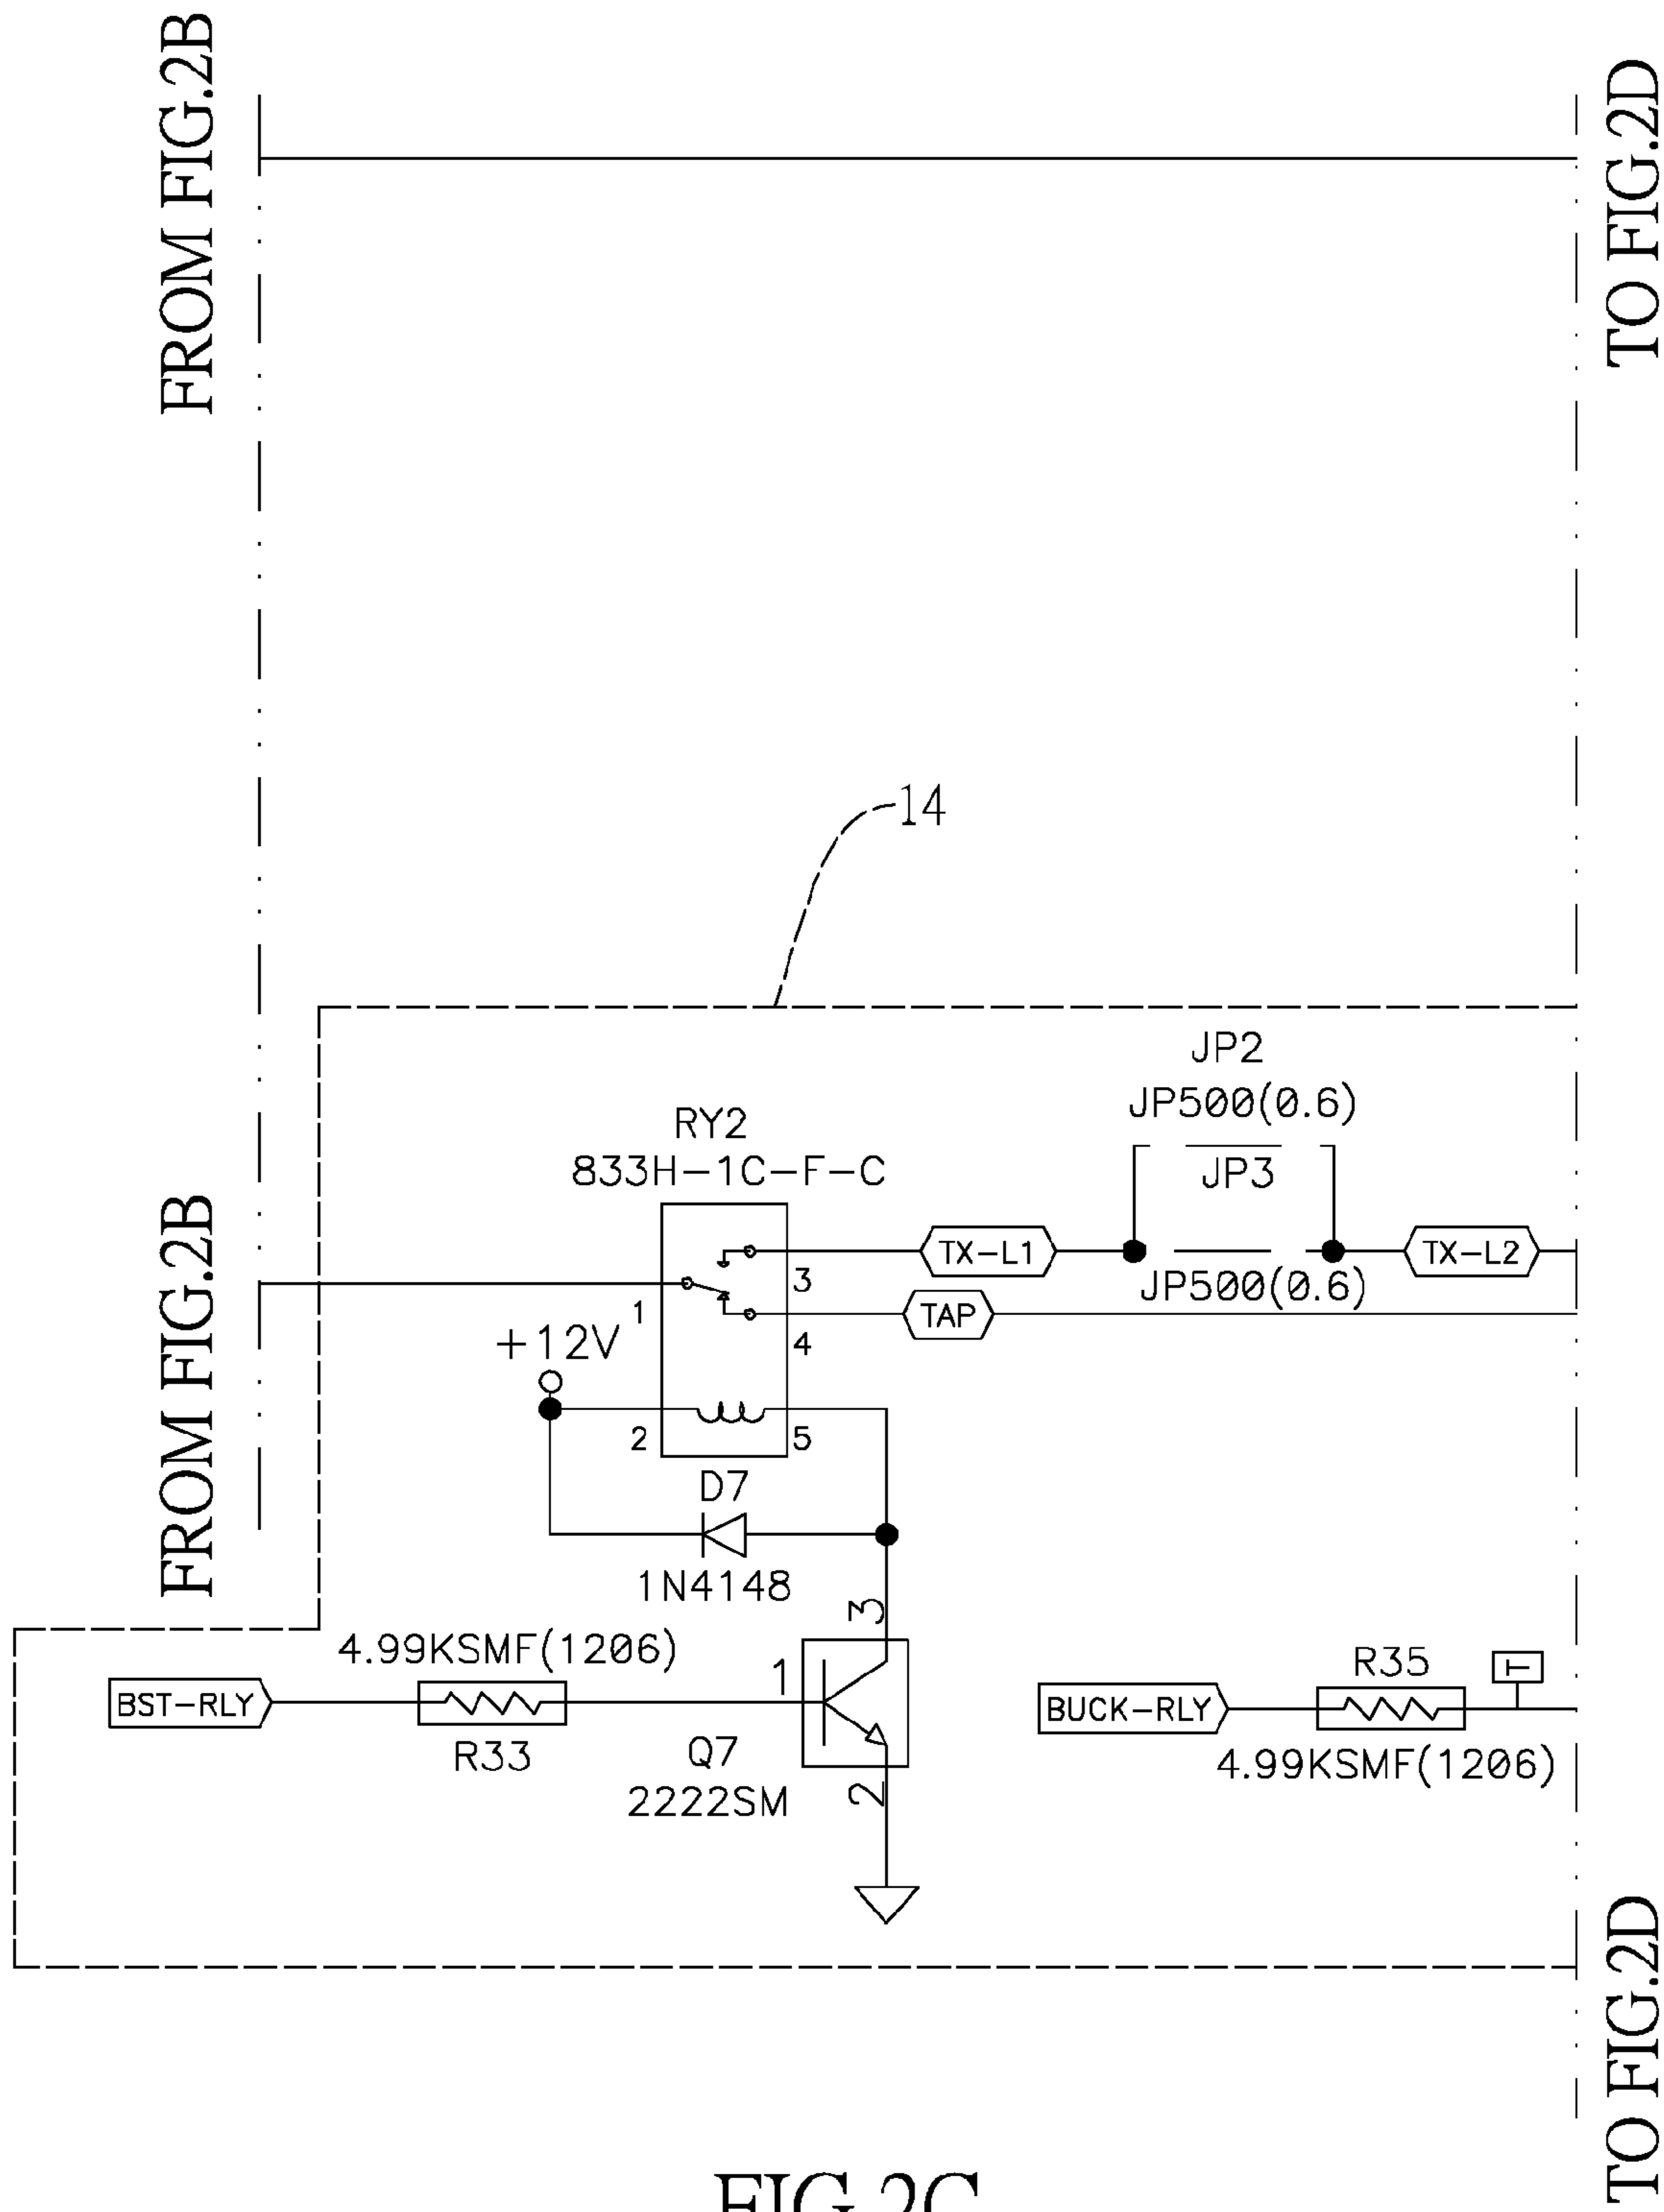 FROM FIG.2B
TO FIG.2D
14
JP2
JP500(0.6)
JP3
RY2
833H-1C-F-C
TX-L1
TX-L2
JP500(0.6)
3
1
TAP
4
+12V
FROM FIG.2B
2
5
D7
1N4148
3
4.99KSMF(1206)
R35
T
1
BST-RLY
BUCK-RLY
R33
Q7
4.99KSMF(1206)
2222SM
2
TO FIG.2D
FIG.2C